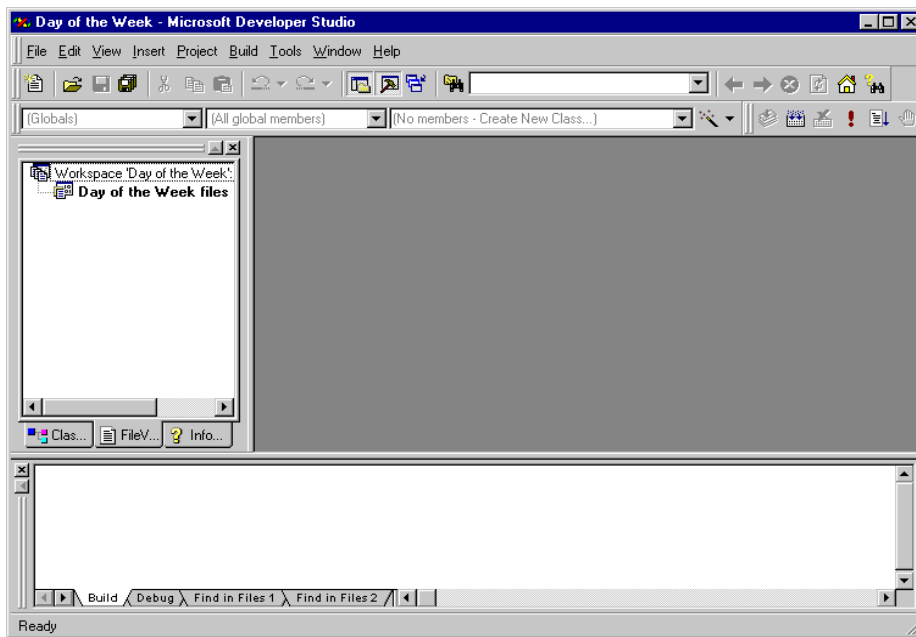 Day of the Week - Microsoft Developer Studio
File Edit View Insert Project Build Tools Window Help
(Globals) (All global members) (No members - Create New Class...)
Workspace 'Day of the Week':
Day of the Week files
Clas... FileV... Info...
Build Debug Find in Files 1 Find in Files 2
Ready